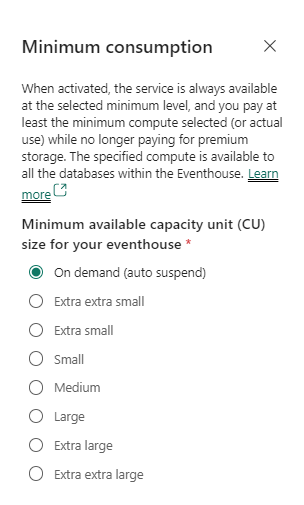 Minimum consumption
When activated, the service is always available
at the selected minimum level, and you pay at
least the minimum compute selected (or actual
use) while no longer paying for premium
storage. The specified compute is available to
all the databases within the Eventhouse. Learn
more
Minimum available capacity unit (CU)
size for your eventhouse *
On demand (auto suspend)
Extra extra small
Extra small
Small
Medium
Large
Extra large
Extra extra large